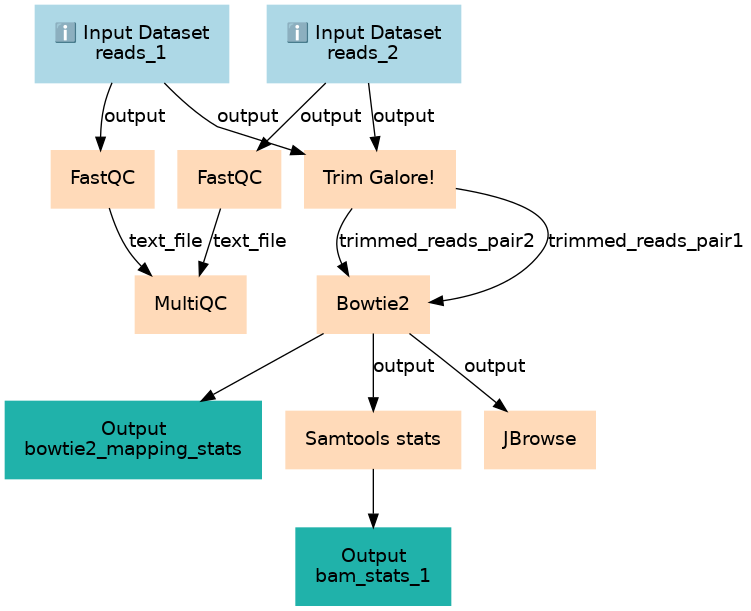 ℹ️ Input Dataset
reads_1
ℹ️ Input Dataset
reads_2
output
output
output
output
FastQC
FastQC
Trim Galore!
text_file
text_file
trimmed_reads_pair2
trimmed_reads_pair1
MultiQC
Bowtie2
output
output
Output
bowtie2_mapping_stats
Samtools stats
JBrowse
Output
bam_stats_1